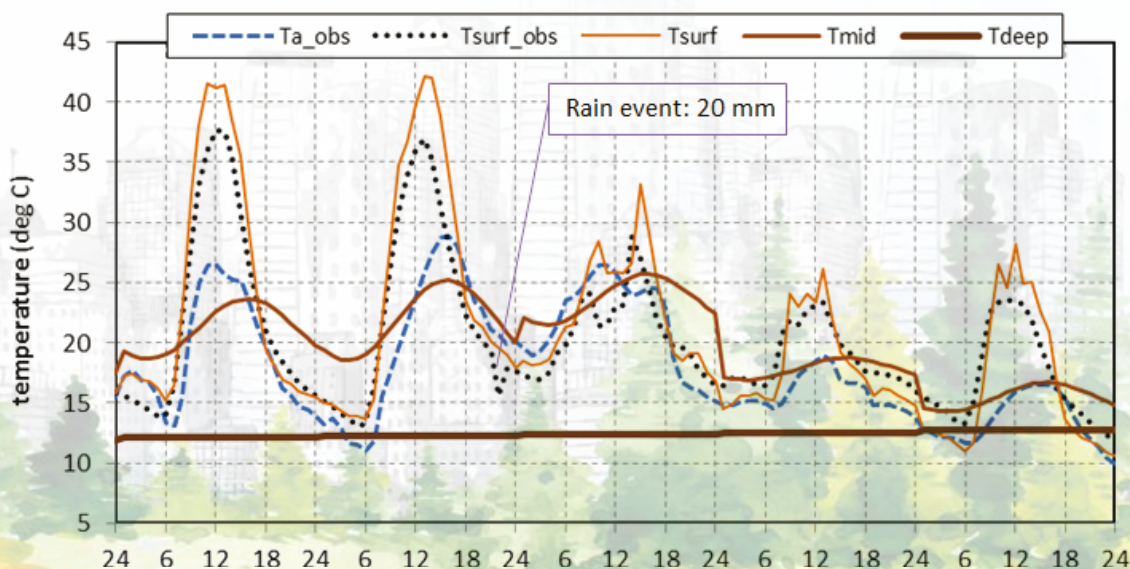 Ta_obs Tsurf_obs Tsurf Tmid Tdeep
45
40
35
30
25
20
15
10
5
temperature (deg C)
Rain event: 20 mm
24 6 12 18 24 6 12 18 24 6 12 18 24 6 12 18 24 6 12 18 24